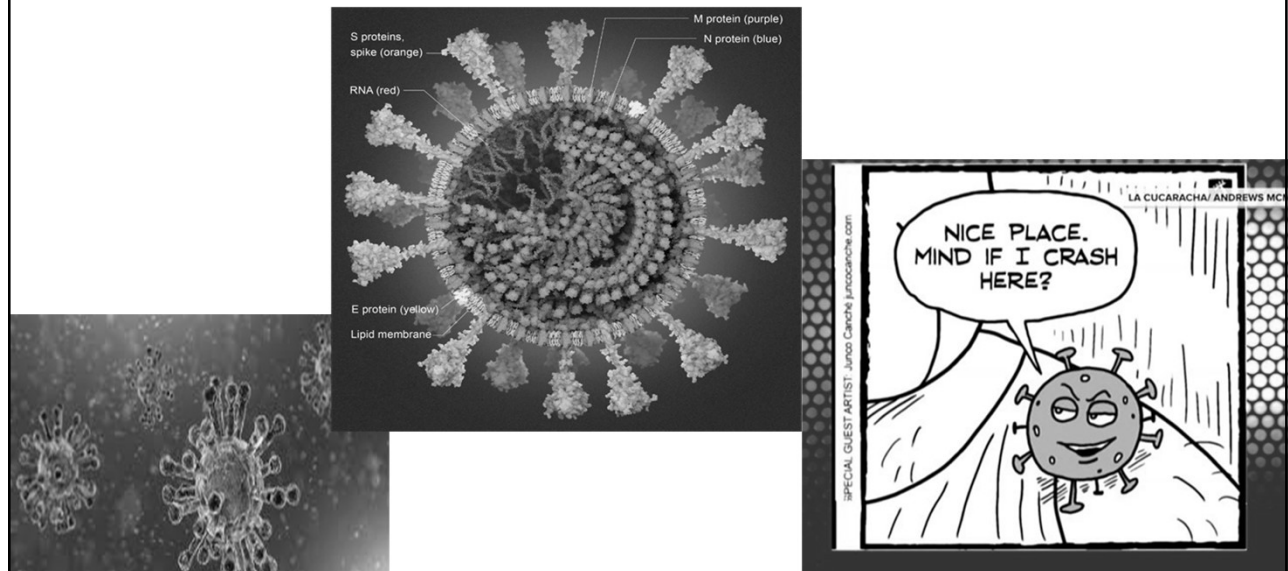 S proteins,
spike (orange)
RNA (red)
M protein (purple)
N protein (blue)
E protein (yellow)
Lipid membrane
LA CUCARACHA/ ANDREWS
NICE PLACE.
MIND IF I CRASH
HERE?
SPECIAL GUEST ARTIST: Junco Canché juncocanche.com